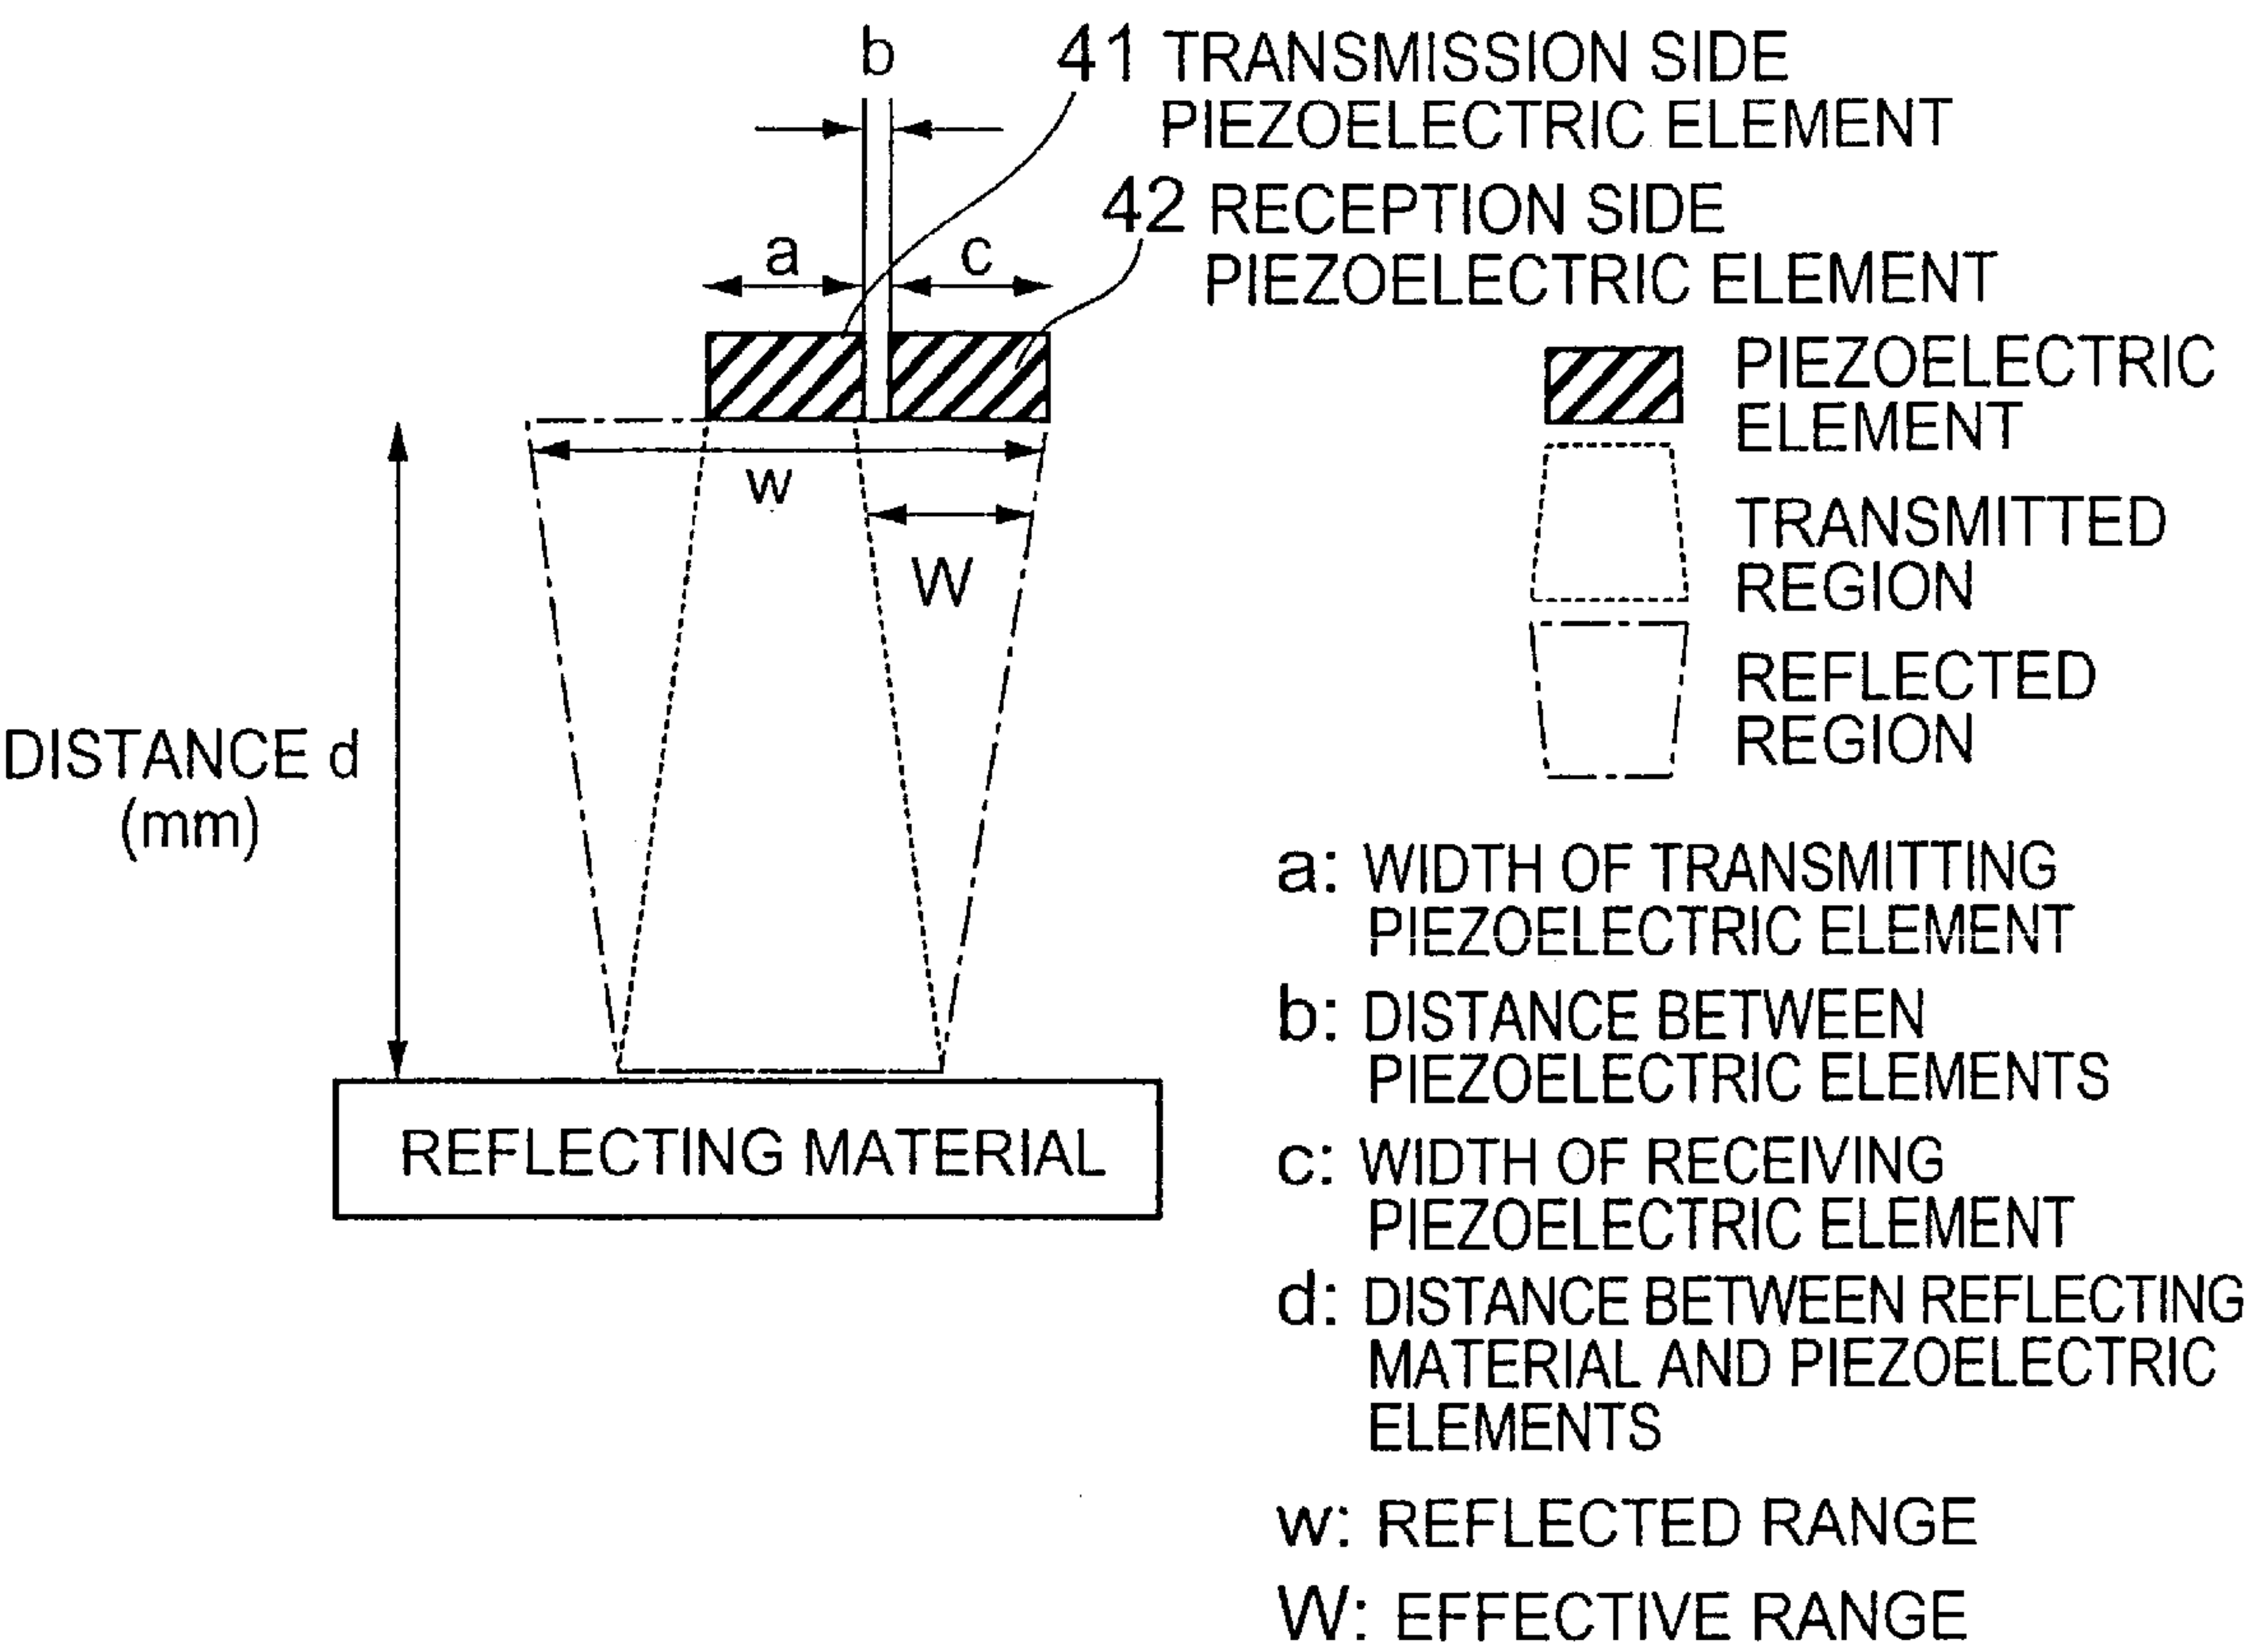 b
41 TRANSMISSION SIDE
PIEZOELECTRIC ELEMENT
42 RECEPTION SIDE
PIEZOELECTRIC ELEMENT
a
c
PIEZOELECTRIC
ELEMENT
w
W
TRANSMITTED
REGION
REFLECTED
REGION
DISTANCE d
(mm)
REFLECTING MATERIAL
a: WIDTH OF TRANSMITTING
PIEZOELECTRIC ELEMENT
b: DISTANCE BETWEEN
PIEZOELECTRIC ELEMENTS
c: WIDTH OF RECEIVING
PIEZOELECTRIC ELEMENT
d: DISTANCE BETWEEN REFLECTING
MATERIAL AND PIEZOELECTRIC
ELEMENTS
w: REFLECTED RANGE
W: EFFECTIVE RANGE